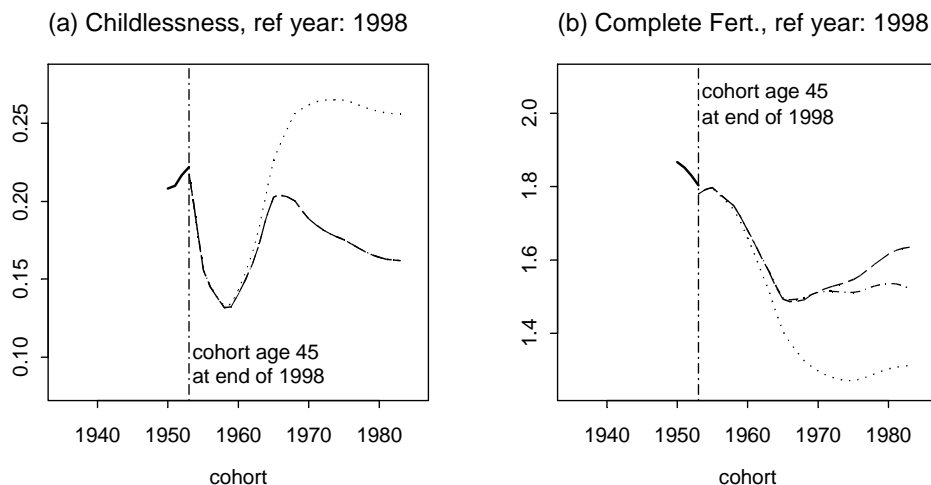 (a) Childlessness, ref year: 1998
0.25
0.20
0.15
0.10
cohort age 45
at end of 1998
1940 1950 1960 1970 1980
cohort
(b) Complete Fert., ref year: 1998
2.0
1.8
1.6
1.4
cohort age 45
at end of 1998
1940 1950 1960 1970 1980
cohort